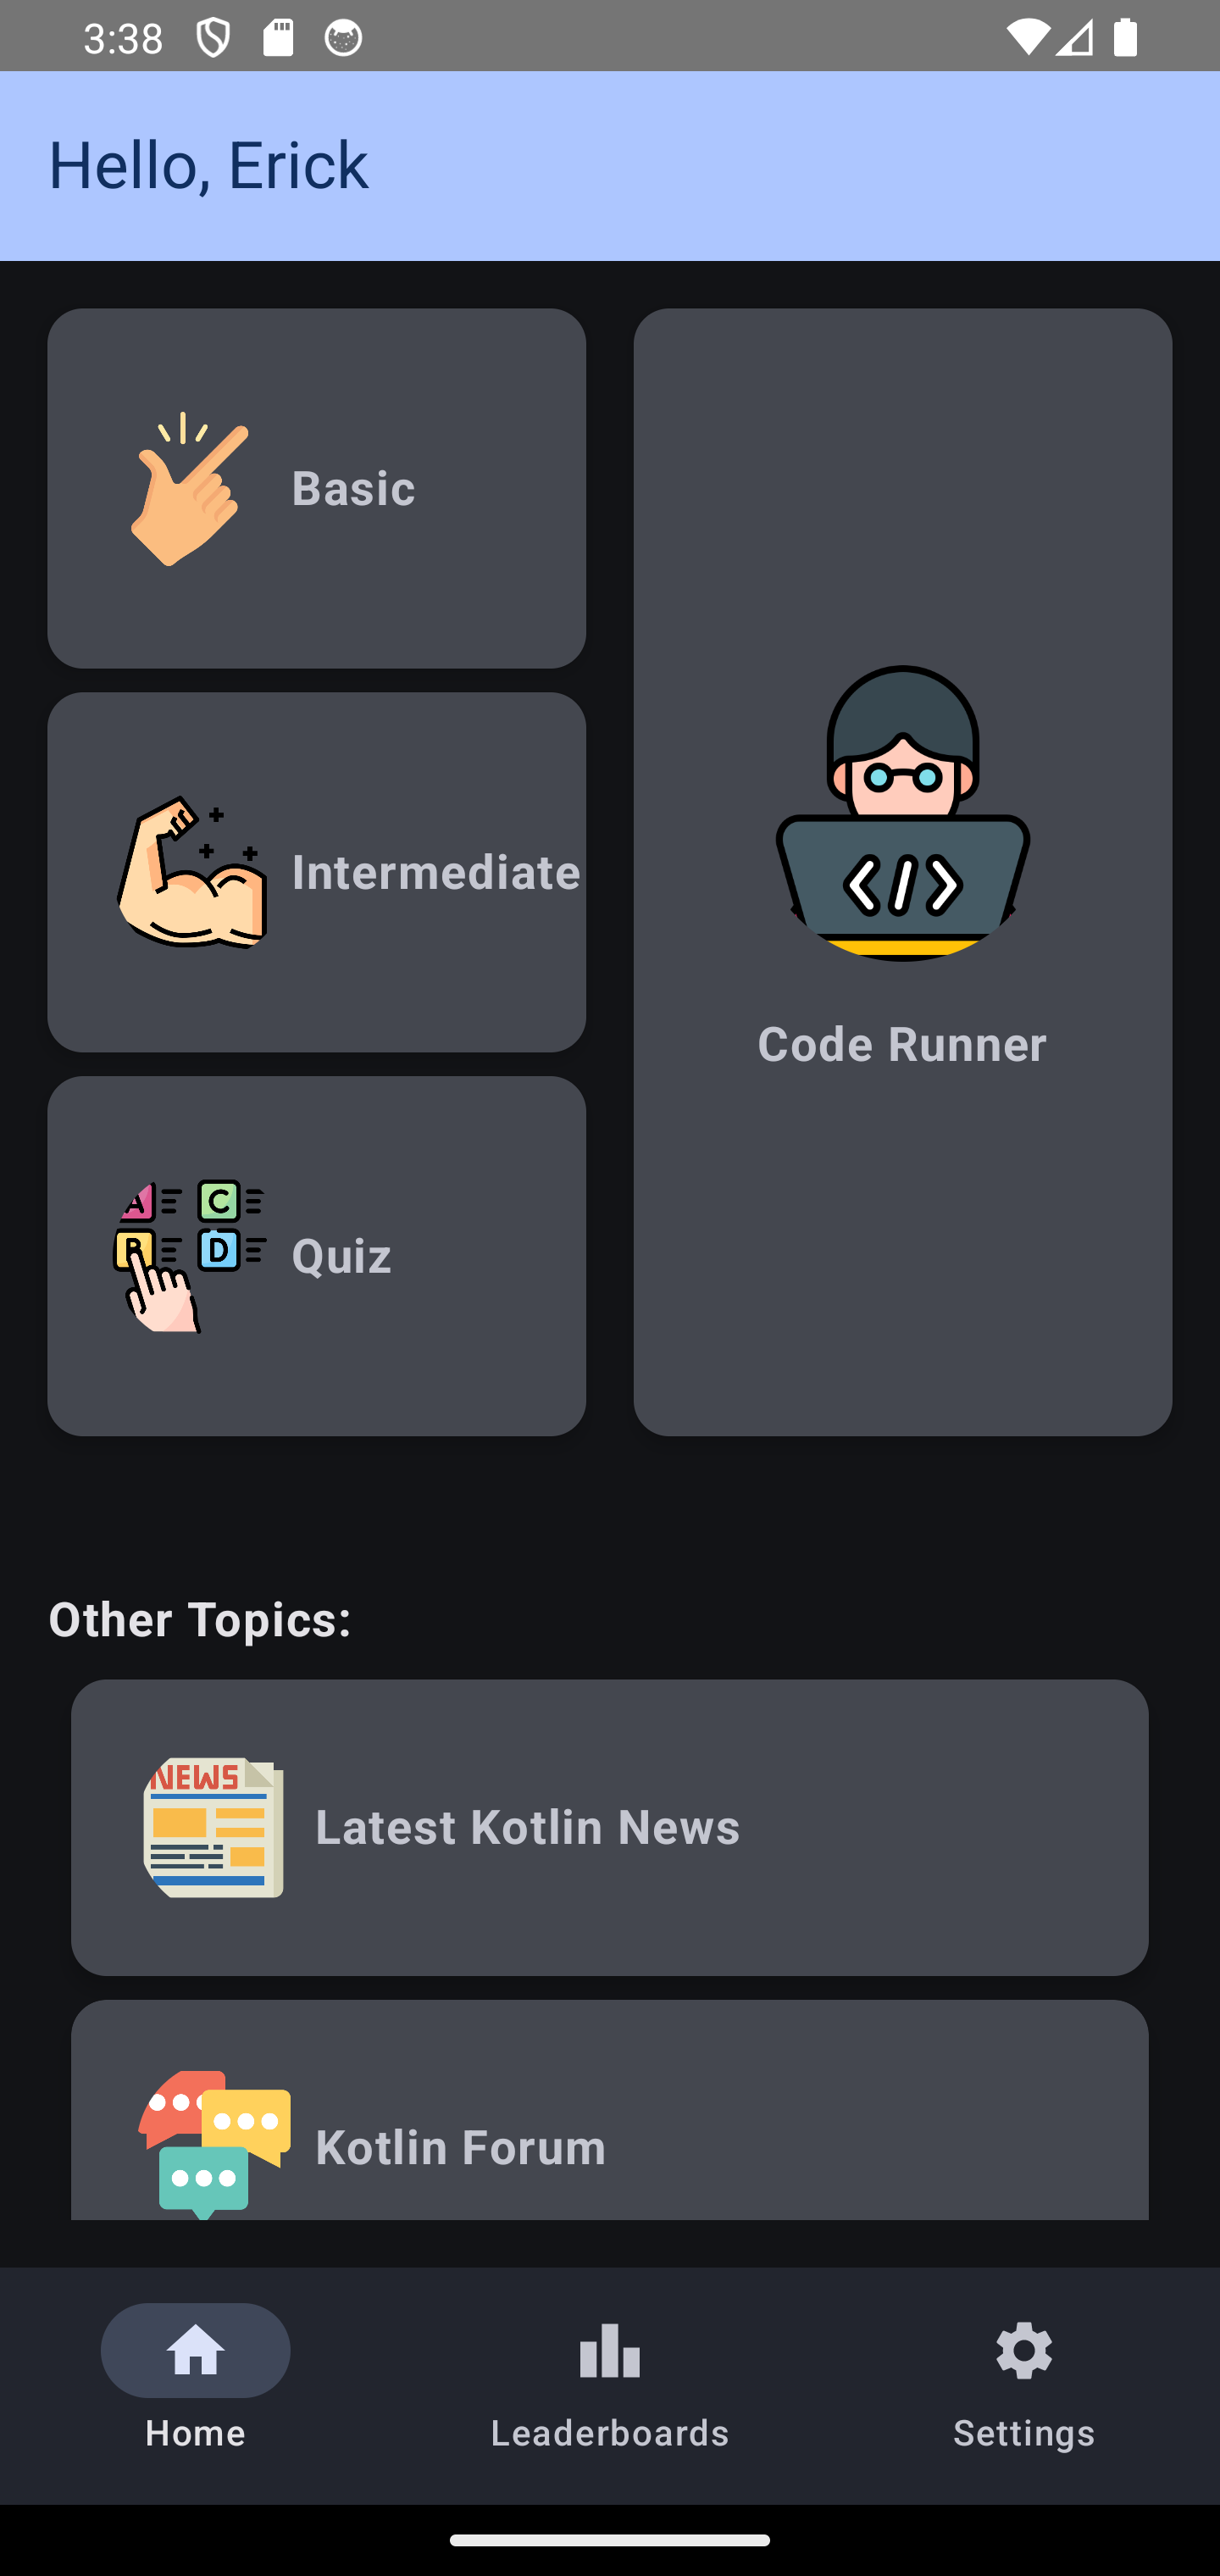 3:38
Hello, Erick
Basic
Intermediate
Code Runner
A
C
B
D
Quiz
Other Topics:
NEWS
Latest Kotlin News
Kotlin Forum
Home
Leaderboards
Settings